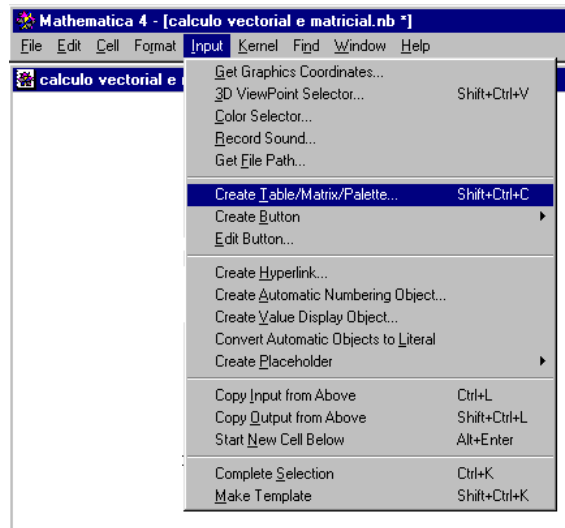 Mathematica 4 - [calculo vectorial e matricial.nb *]
File Edit Cell Format Input Kernel Find Window Help
calculo vectorial e
Get Graphics Coordinates...
3D ViewPoint Selector... Shift+Ctrl+V
Color Selector...
Record Sound...
Get File Path...
Create Table/Matrix/Palette... Shift+Ctrl+C
Create Button
Edit Button...
Create Hyperlink...
Create Automatic Numbering Object...
Create Value Display Object...
Convert Automatic Objects to Literal
Create Placeholder
Copy Input from Above Ctrl+L
Copy Output from Above Shift+Ctrl+L
Start New Cell Below Alt+Enter
Complete Selection Ctrl+K
Make Template Shift+Ctrl+K